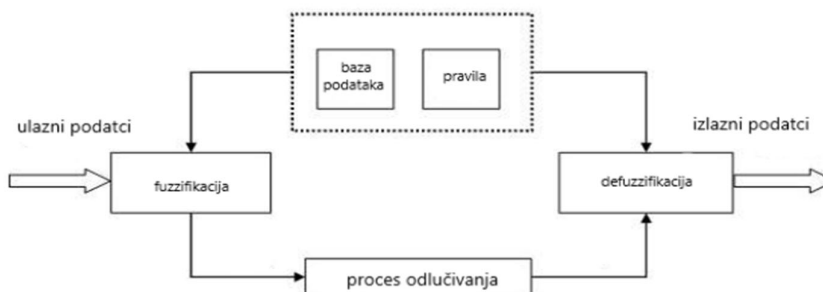 baza
podataka
pravila
ulazni podatci
izlazni podatci
fuzzifikacija
defuzzifikacija
proces odlučivanja